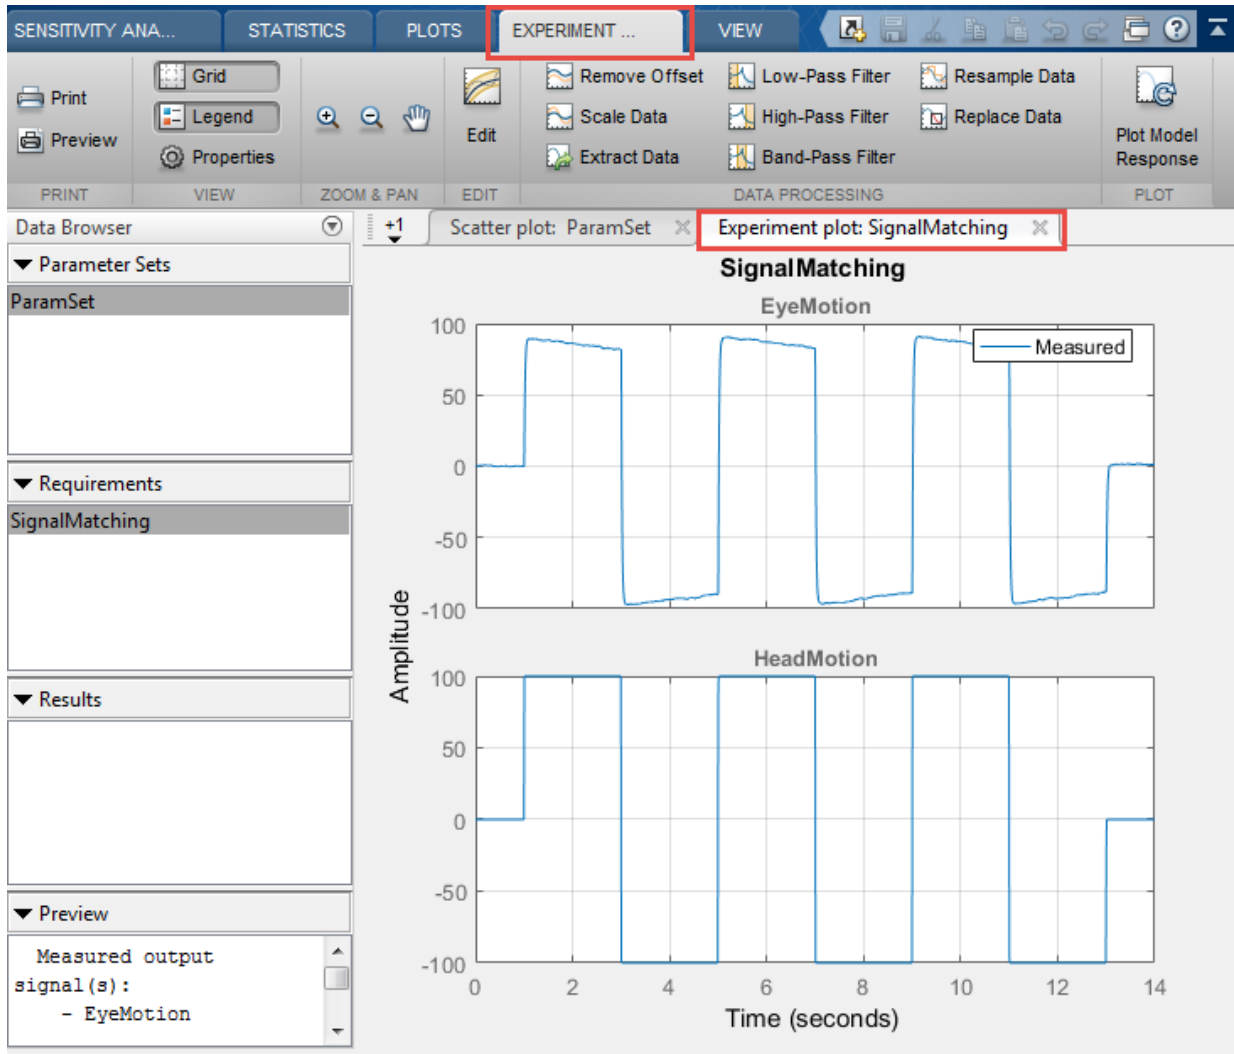 SENSITIVITY ANA... STATISTICS PLOTS EXPERIMENT ... VIEW
Print
Preview
PRINT
Grid
Legend
Properties
VIEW
ZOOM & PAN
Edit
EDIT
Remove Offset Low-Pass Filter Resample Data
Scale Data High-Pass Filter Replace Data
Extract Data Band-Pass Filter
DATA PROCESSING
Plot Model
Response
PLOT
Data Browser
Parameter Sets
ParamSet
Requirements
SignalMatching
Results
Preview
Measured output
signal(s):
- EyeMotion
+1 Scatter plot: ParamSet Experiment plot: SignalMatching
SignalMatching
EyeMotion
100
50
0
-50
-100
Measured
Amplitude
HeadMotion
100
50
0
-50
-100
0 2 4 6 8 10 12 14
Time (seconds)